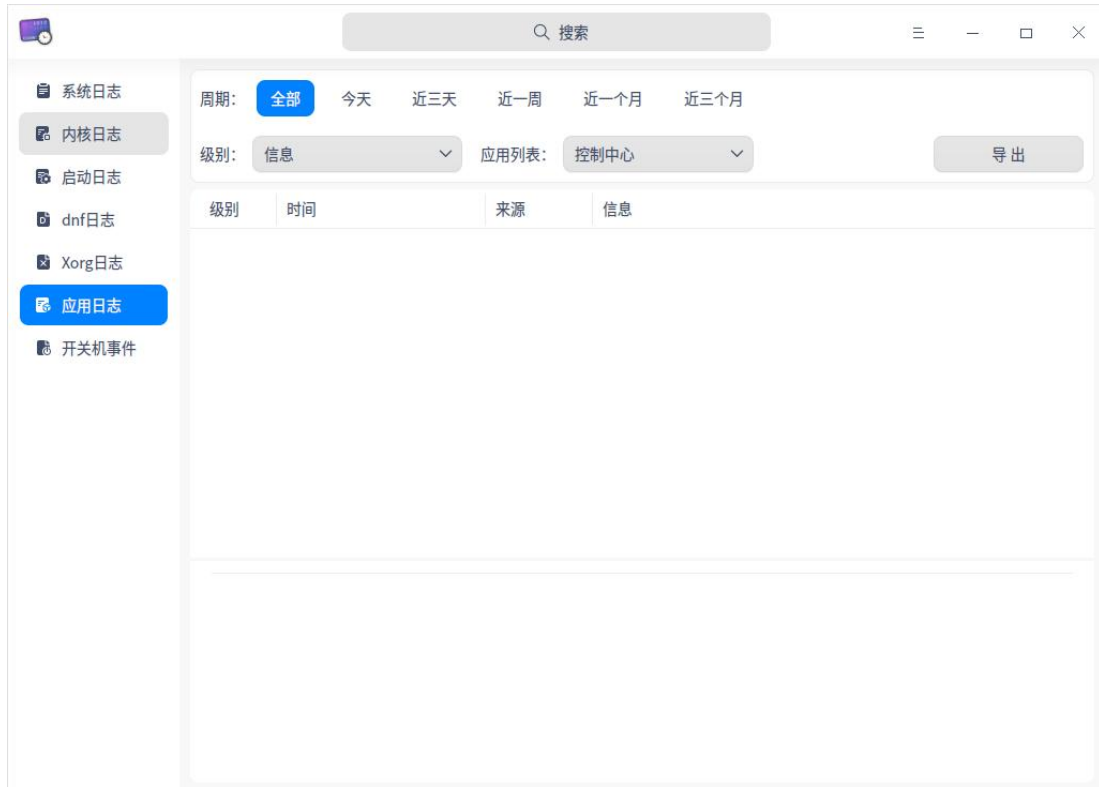 搜索
系统日志
内核日志
启动日志
dnf日志
Xorg日志
应用日志
开关机事件
周期： 全部 今天 近三天 近一周 近一个月 近三个月
级别： 信息 应用列表： 控制中心 导出
级别 时间 来源 信息